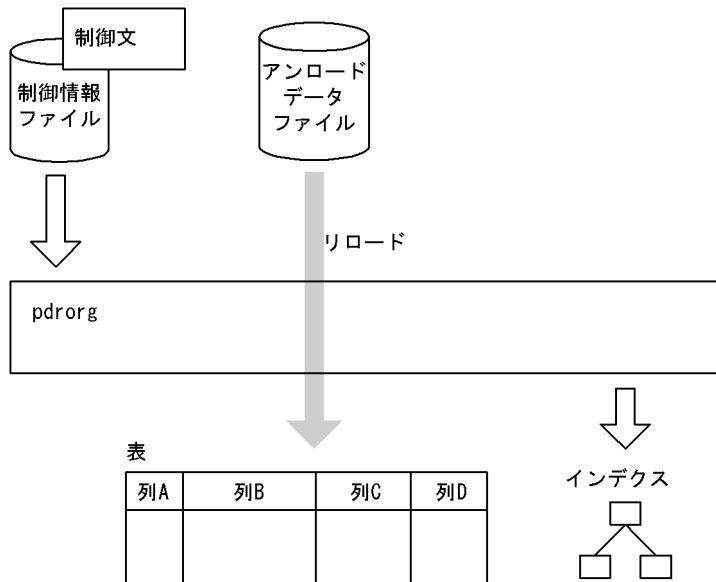 制御文
制御情報
ファイル
アンロード
データ
ファイル
リロード
pdrorg
表
列A 列B 列C 列D
インデクス